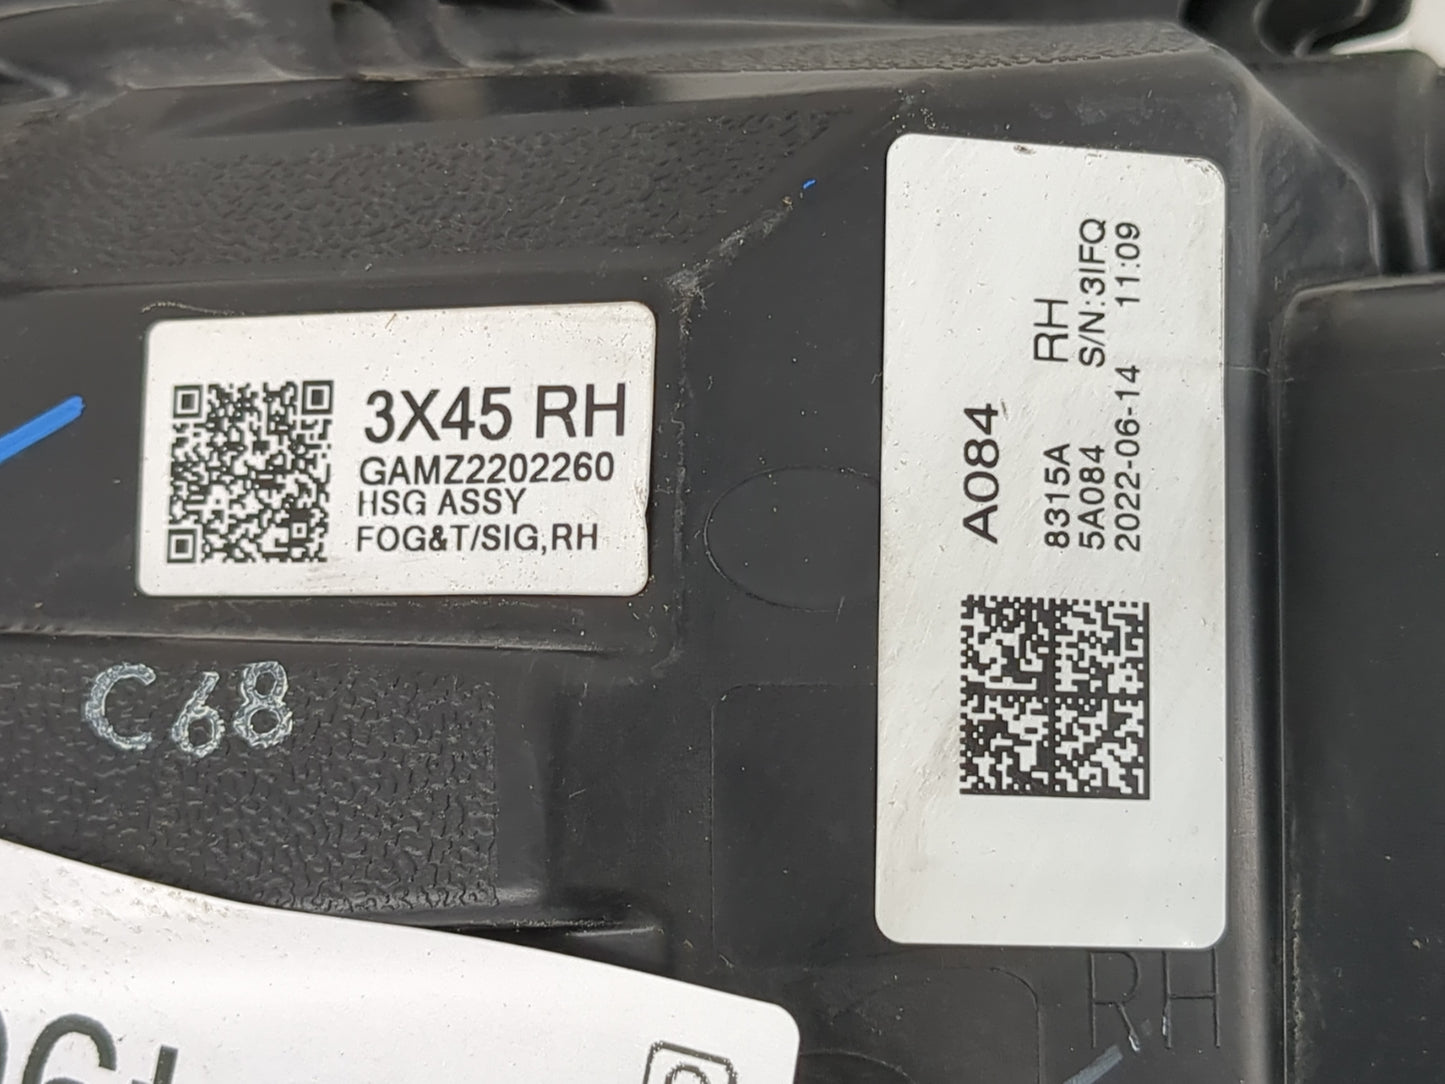 3X45 RH
GAMZ2202260
HSG ASSY
FOG&T/SIG,RH
A084
RH
83315A
S/N:3IFQ
5A084
2022-06-14 11:09
C68
RH